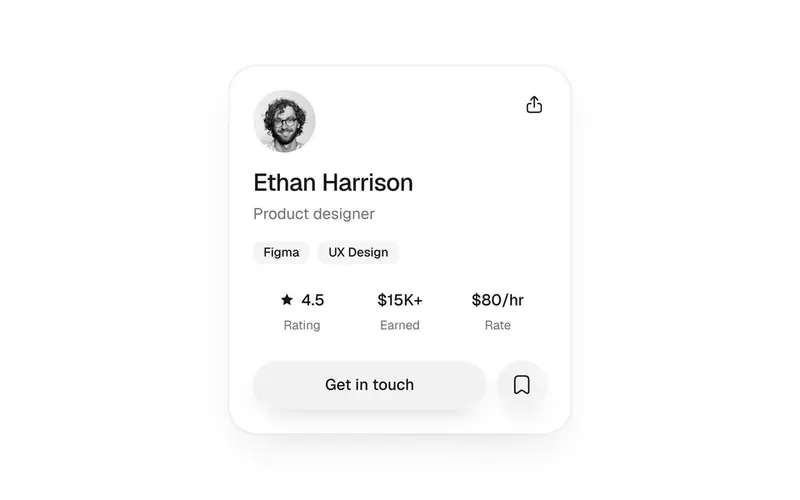 Ethan Harrison
Product designer
Figma UX Design
4.5 $15K+ $80/hr
Rating Earned Rate
Get in touch